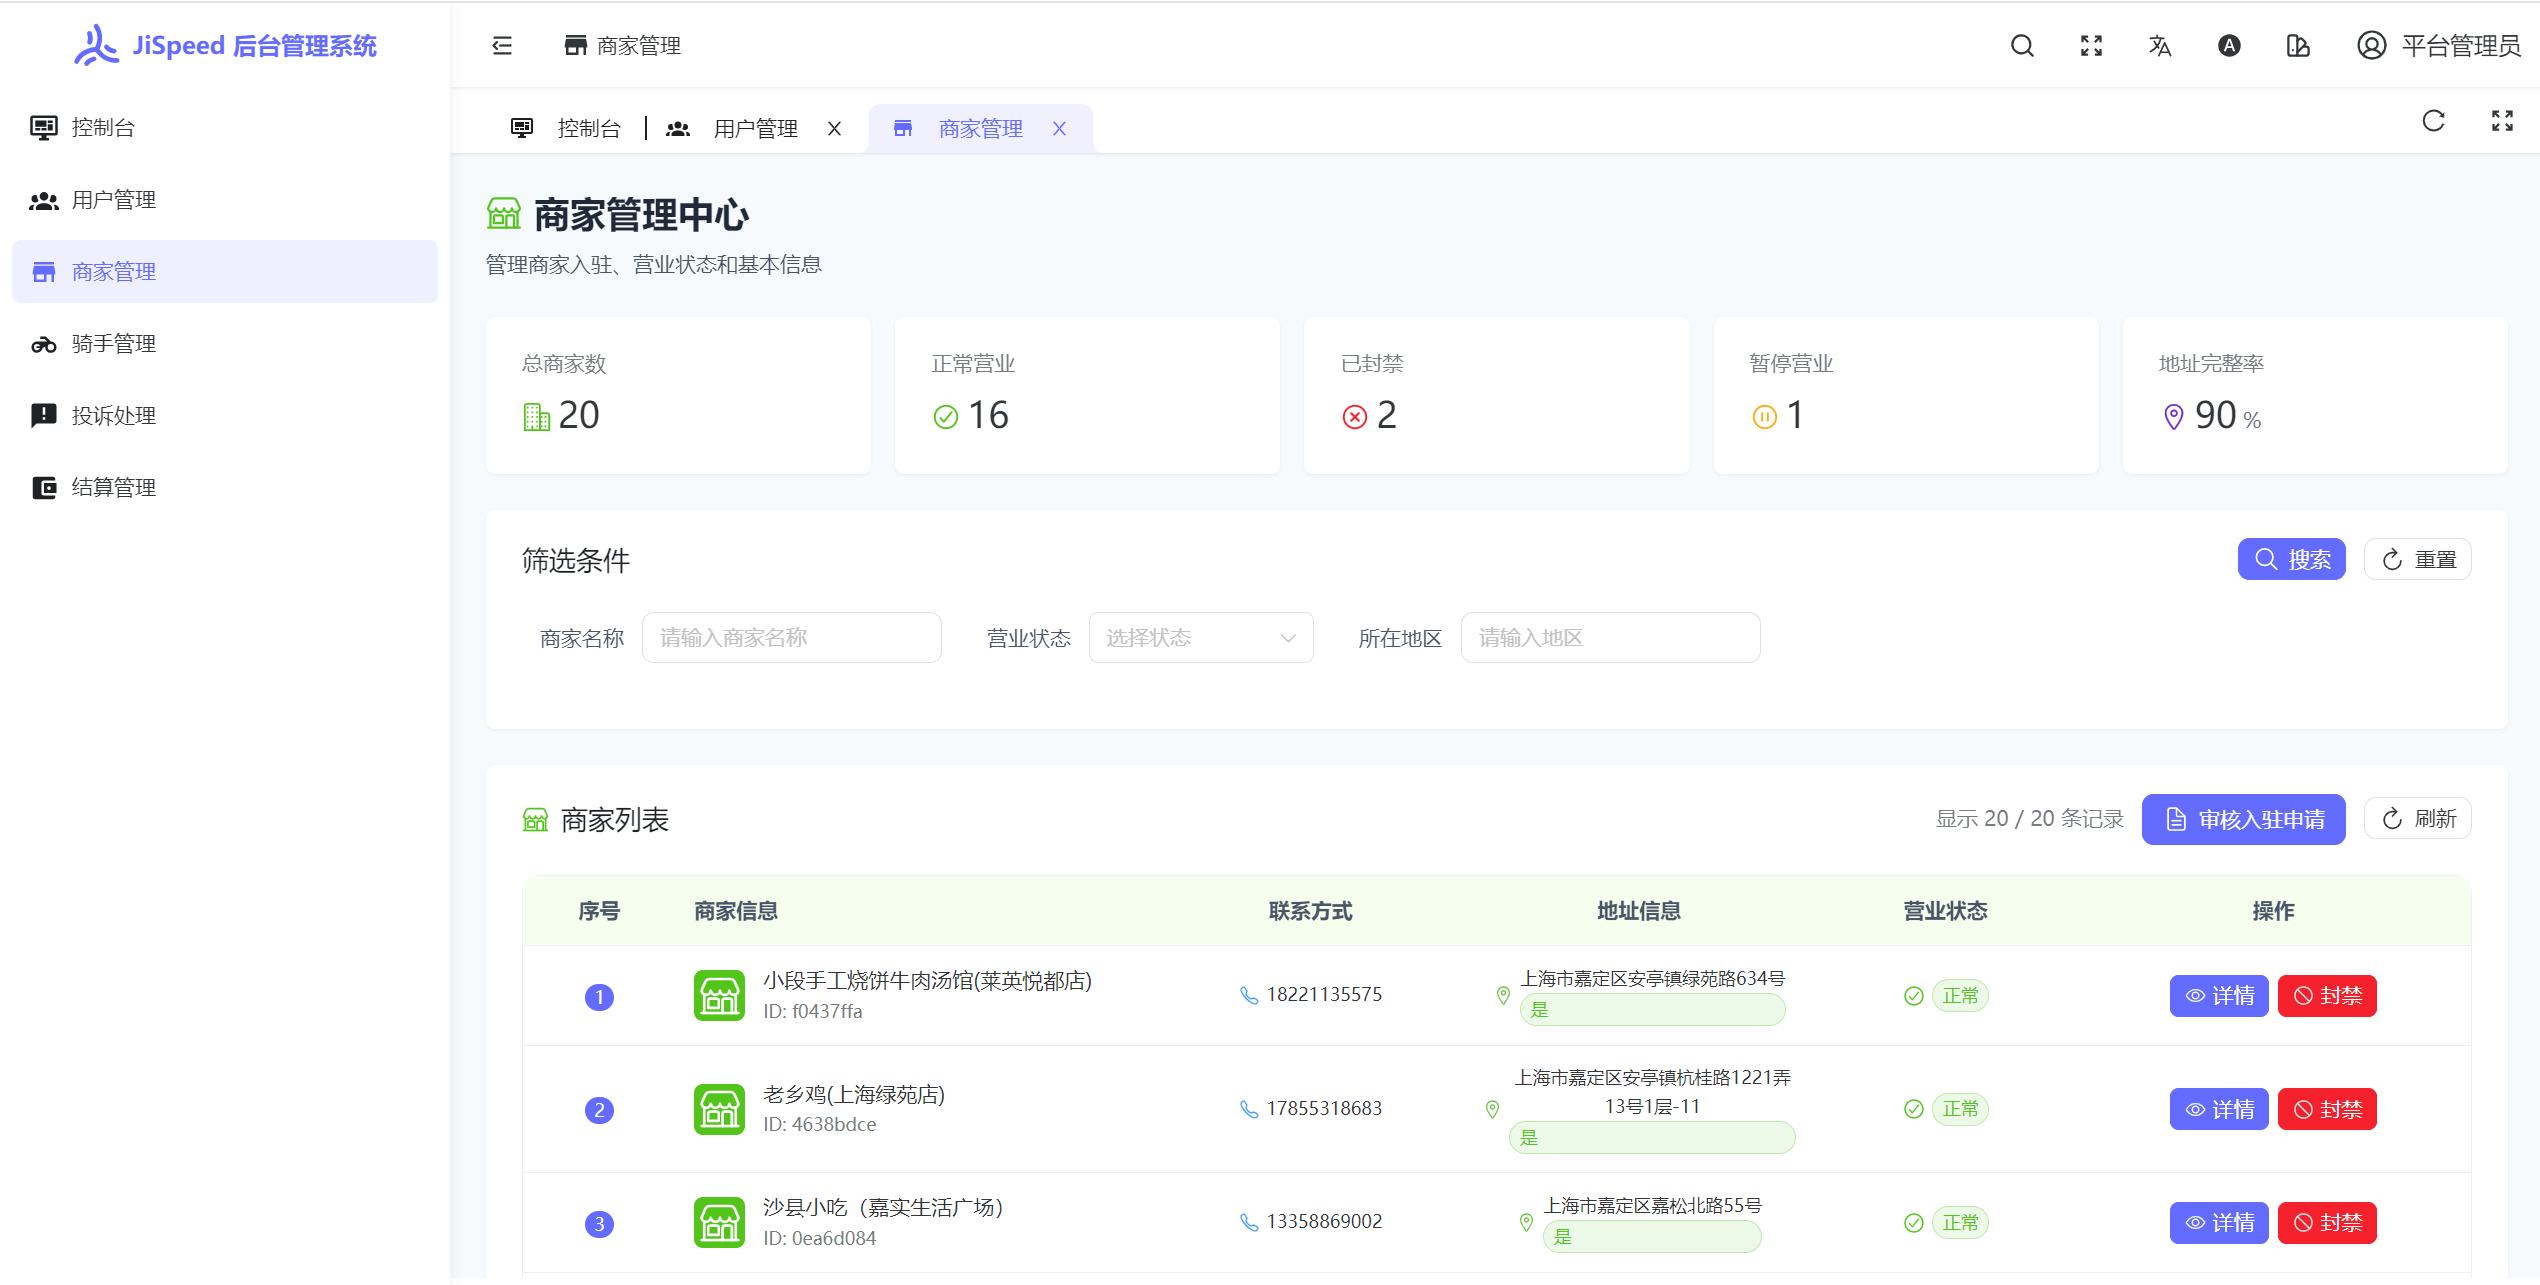 JiSpeed 后台管理系统
商家管理
平台管理员
控制台
用户管理
商家管理
骑手管理
投诉处理
结算管理
控制台
用户管理
商家管理
商家管理中心
管理商家入驻、营业状态和基本信息
总商家数
20
正常营业
16
已封禁
2
暂停营业
1
地址完整率
90 %
筛选条件
搜索
重置
商家名称 请输入商家名称
营业状态 选择状态
所在地区 请输入地区
商家列表
显示 20 / 20 条记录
审核入驻申请
刷新
序号 商家信息 联系方式 地址信息 营业状态 操作
1
小段手工烧饼牛肉汤馆(莱英悦都店)
ID: f0437ffa
18221135575
上海市嘉定区安亭镇绿苑路634号
是
正常
详情
封禁
2
老乡鸡(上海绿苑店)
ID: 4638bdce
17855318683
上海市嘉定区安亭镇杭桂路1221弄
13号1层-11
是
正常
详情
封禁
3
沙县小吃（嘉实生活广场）
ID: 0ea6d084
13358869002
上海市嘉定区嘉松北路55号
是
正常
详情
封禁